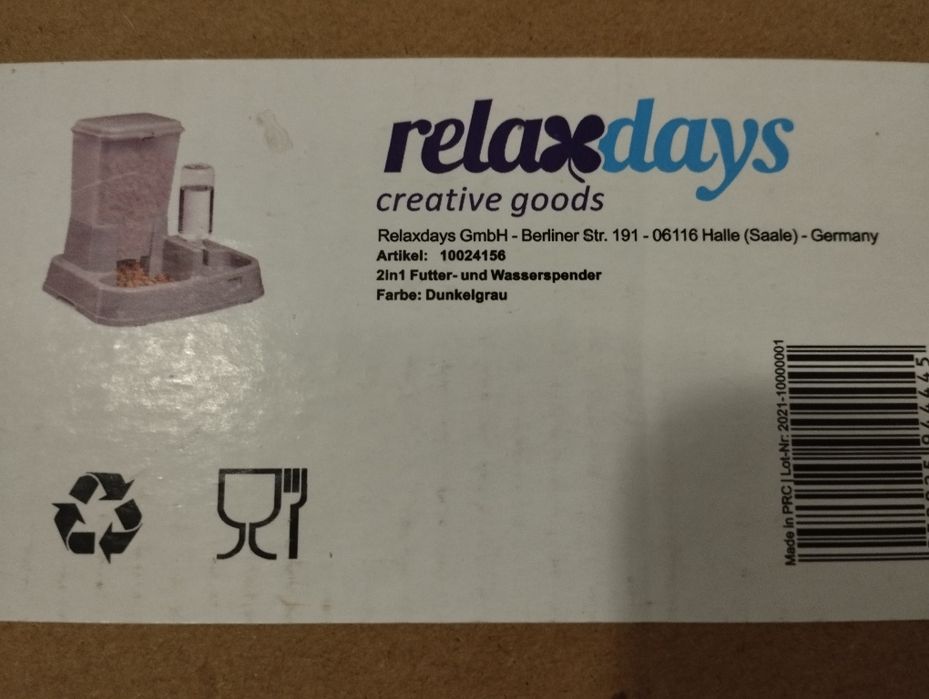 relaxdays
creative goods
Relaxdays GmbH - Berliner Str. 191 - 06116 Halle (Saale) - Germany
Artikel: 10024156
2in1 Futter- und Wasserspender
Farbe: Dunkelgrau
Made in PRC | Lot-Nr. 2021-10000001